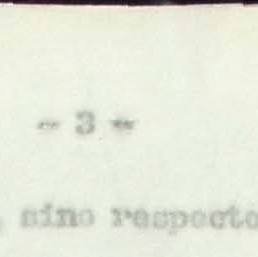 - 3 -
, sino respecto